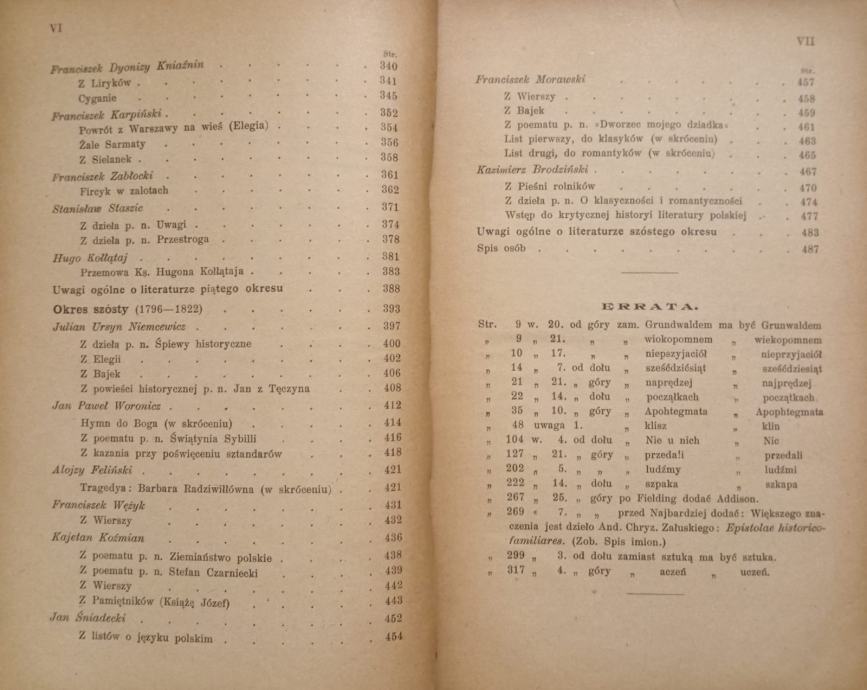 VI
Str.
Franciszek Dyonizy Kniaźnin . . . . . . 340
Z Liryków . . . . . . . 341
Cyganie . . . . . . . 345
Franciszek Karpiński . . . . . . . 352
Powrót z Warszawy na wieś (Elegia) . . . . 354
Żale Sarmaty . . . . . . 356
Z Sielanek . . . . . . . 358
Franciszek Zabłocki . . . . . . . 361
Fircyk w zalotach . . . . . . 362
Stanisław Staszic . . . . . . . 371
Z dzieła p. n. Uwagi . . . . . . 374
Z dzieła p. n. Przestroga . . . . . 378
Hugo Kołłątaj . . . . . . . . 381
Przemowa Ks. Hugona Kołłątaja . . . . . 383
Uwagi ogólne o literaturze piątego okresu . . . . 388
Okres szósty (1796—1822) . . . . . . 393
Julian Ursyn Niemcewicz . . . . . . . 397
Z dzieła p. n. Śpiewy historyczne . . . . 400
Z Elegii . . . . . . . 402
Z Bajek . . . . . . . 406
Z powieści historycznej p. n. Jan z Tęczyna . . . 408
Jan Paweł Woronicz . . . . . . . 412
Hymn do Boga (w skróceniu) . . . . . 414
Z poematu p. n. Świątynia Sybilli . . . . 416
Z kazania przy poświęceniu sztandarów . . . 418
Alojzy Feliński . . . . . . . . 421
Tragedya: Barbara Radziwiłłówna (w skróceniu) . . 421
Franciszek Wężyk . . . . . . . 431
Z Wierszy . . . . . . . 432
Kajetan Koźmian . . . . . . . 436
Z poematu p. n. Ziemiaństwo polskie . . . . 438
Z poematu p. n. Stefan Czarniecki . . . . 439
Z Wierszy . . . . . . . 442
Z Pamiętników (Książę Józef) . . . . . 443
Jan Śniadecki . . . . . . . . 452
Z listów o języku polskim . . . . . . 454
VII
Str.
Franciszek Morawski . . . . . . 457
Z Wierszy . . . . . . . 458
Z Bajek . . . . . . . 459
Z poematu p. n. »Dworzec mojego dziadka« . . . 461
List pierwszy, do klasyków (w skróceniu) . . . 463
List drugi, do romantyków (w skróceniu) . . . 465
Kazimierz Brodziński . . . . . . . 467
Z Pieśni rolników . . . . . . 470
Z dzieła p. n. O klasyczności i romantyczności . . 474
Wstęp do krytycznej historyi literatury polskiej . . 477
Uwagi ogólne o literaturze szóstego okresu . . . 483
Spis osób . . . . . . . . . 487
ERRATA.
Str. 9 w. 20. od góry zam. Grundwaldem ma być Grunwaldem
„ 9 „ 21. „ „ wiokopomnem „ wiekopomnem
„ 10 „ 17. „ „ niepszyjaciół „ nieprzyjaciół
„ 14 „ 7. od dołu „ sześódziésiąt „ sześćdziesiąt
„ 21 „ 21. „ góry „ naprędzej „ najprędzej
„ 22 „ 14. „ dołu „ począłkach „ początkach
„ 35 „ 10. „ góry „ Apohtegmata „ Apophtegmata
„ 48 uwaga 1. „ klisz „ klin
„ 104 w. 4. od dołu „ Nic u nich „ Nic
„ 127 „ 21. „ góry „ przeda!i „ przedali
„ 202 „ 5. „ „ „ ludźmy „ ludźmi
„ 222 „ 14. „ dołu „ szpaka „ szkapa
„ 267 „ 25. „ góry po Fielding dodać Addison.
„ 269 « 7. „ „ przed Najbardziej dodać: Większego zna-
czenia jest dzieło And. Chryz. Załuskiego: Epistolae historico-
familiares. (Zob. Spis imion.)
„ 299 „ 3. od dołu zamiast sztuką ma być sztuka.
„ 317 „ 4. „ góry „ aczeń „ uczeń.